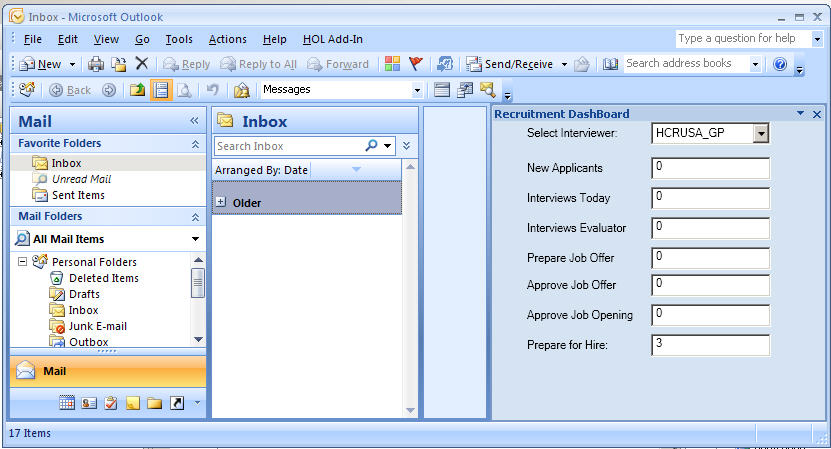 Inbox - Microsoft Outlook
File Edit View Go Tools Actions Help HOL Add-In Type a question for help
New Reply Reply to All Forward Send/Receive Search address books
Back Messages
Mail
Favorite Folders
Inbox
Unread Mail
Sent Items
Mail Folders
All Mail Items
Personal Folders
Deleted Items
Drafts
Inbox
Junk E-mail
Outbox
Mail
Inbox
Search Inbox
Arranged By: Date
Older
Recruitment DashBoard
Select Interviewer: HCRUSA_GP
New Applicants 0
Interviews Today 0
Interviews Evaluator 0
Prepare Job Offer 0
Approve Job Offer 0
Approve Job Opening 0
Prepare for Hire: 3
17 Items